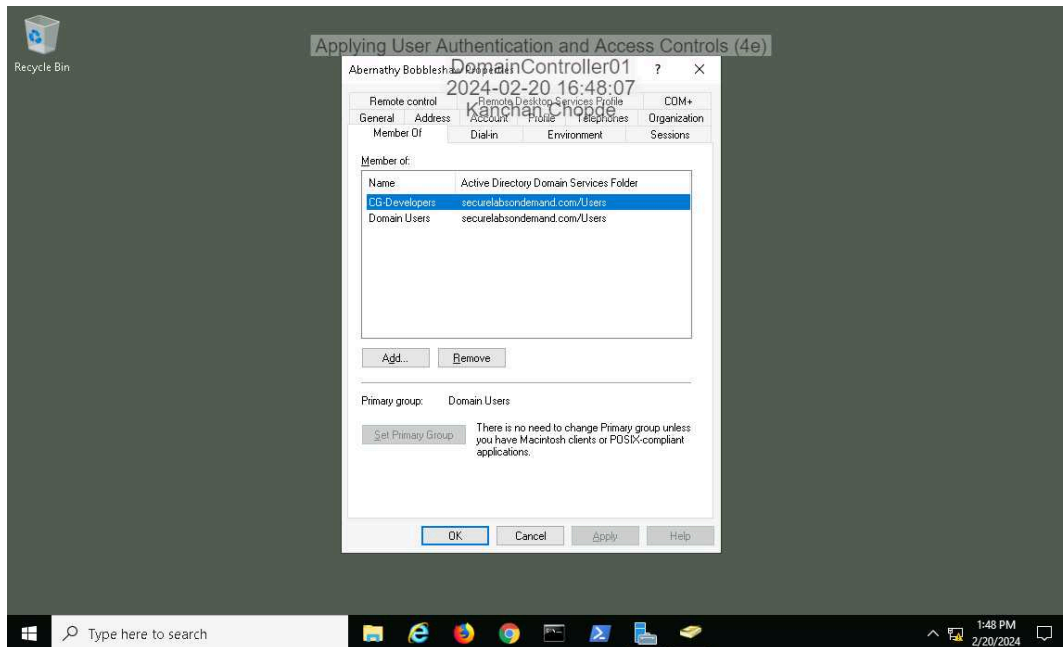 Recycle Bin
Applying User Authentication and Access Controls (4e)
DomainController01
2024-02-20 16:48:07
Kanchan Chopde
Abernathy Bobbleshaw Properties
? ×
Remote control Remote Desktop Services Profile COM+
General Address Account Profile Telephones Organization
Member Of Dial-in Environment Sessions
Member of:
Name Active Directory Domain Services Folder
CG-Developers securelabsondemand.com/Users
Domain Users securelabsondemand.com/Users
Add... Remove
Primary group: Domain Users
Set Primary Group
There is no need to change Primary group unless
you have Macintosh clients or POSIX-compliant
applications.
OK Cancel Apply Help
Type here to search
1:48 PM
2/20/2024